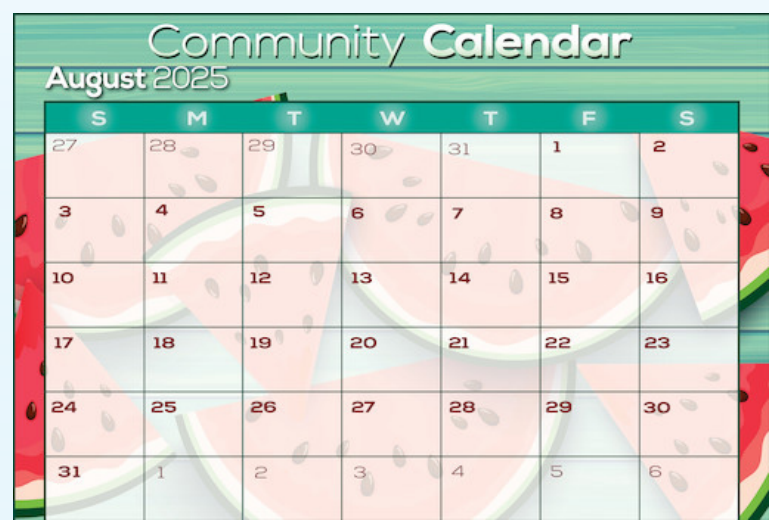 Community Calendar
August 2025
S M T W T F S
27 28 29 30 31 1 2
3 4 5 6 7 8 9
10 11 12 13 14 15 16
17 18 19 20 21 22 23
24 25 26 27 28 29 30
31 1 2 3 4 5 6